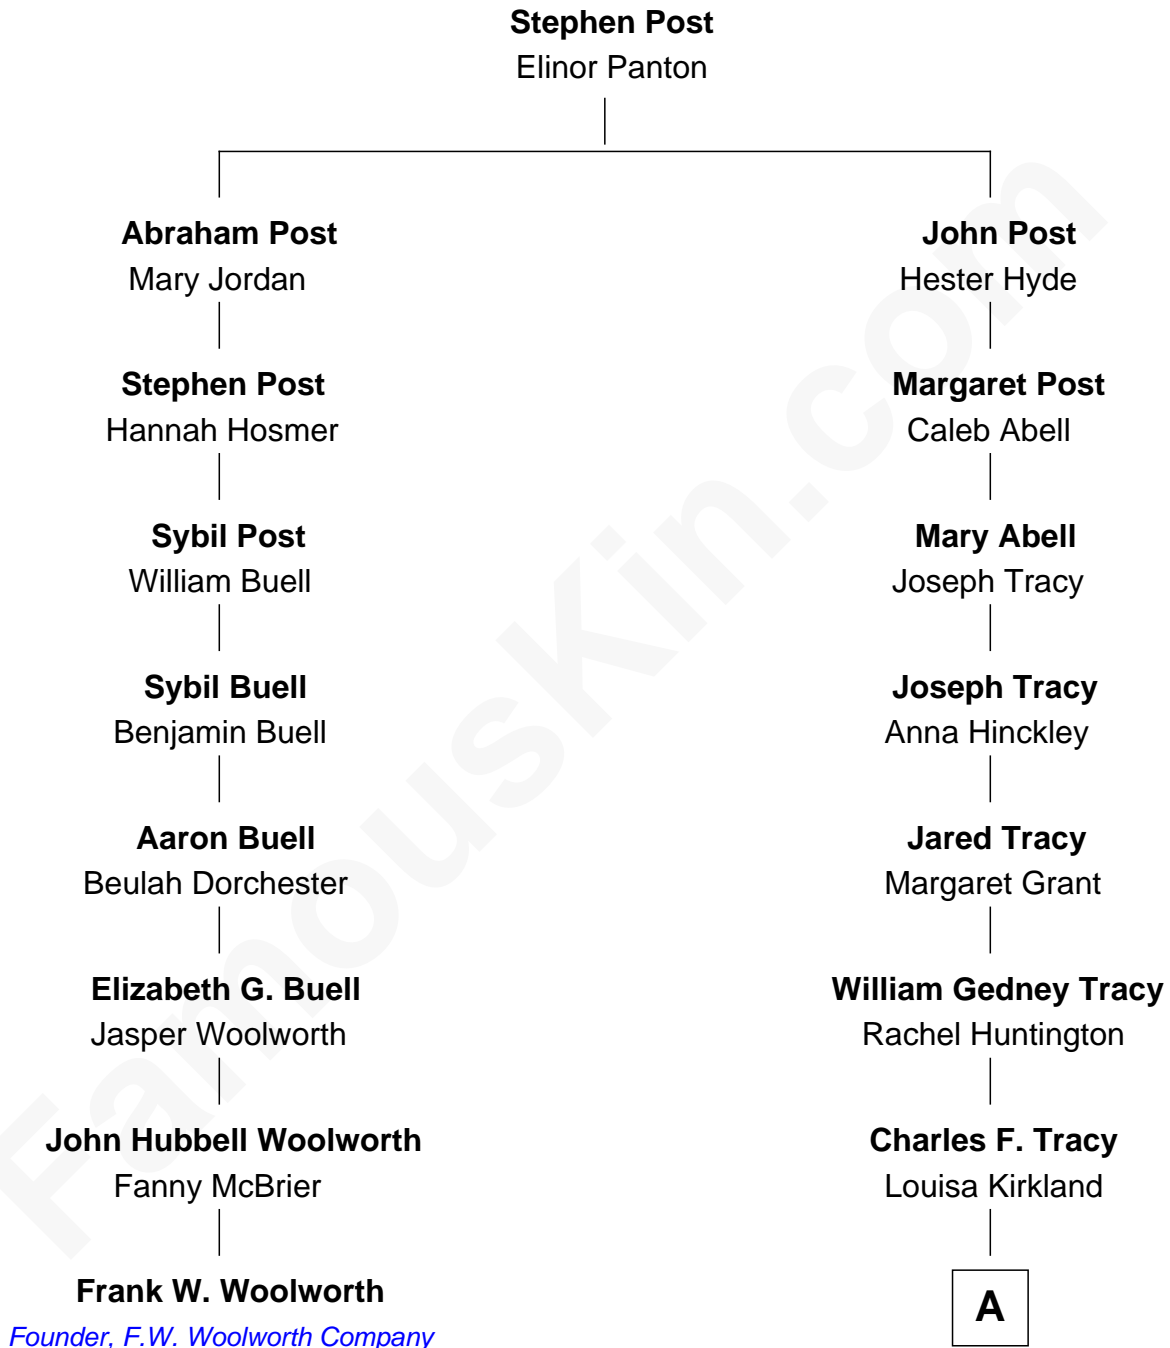 Stephen Post
Elinor Panton
Abraham Post
Mary Jordan
John Post
Hester Hyde
Stephen Post
Hannah Hosmer
Margaret Post
Caleb Abell
Sybil Post
William Buell
Mary Abell
Joseph Tracy
Sybil Buell
Benjamin Buell
Joseph Tracy
Anna Hinckley
Aaron Buell
Beulah Dorchester
Jared Tracy
Margaret Grant
Elizabeth G. Buell
Jasper Woolworth
William Gedney Tracy
Rachel Huntington
John Hubbell Woolworth
Fanny McBrier
Charles F. Tracy
Louisa Kirkland
Frank W. Woolworth
Founder, F.W. Woolworth Company
A
FamousKin.com